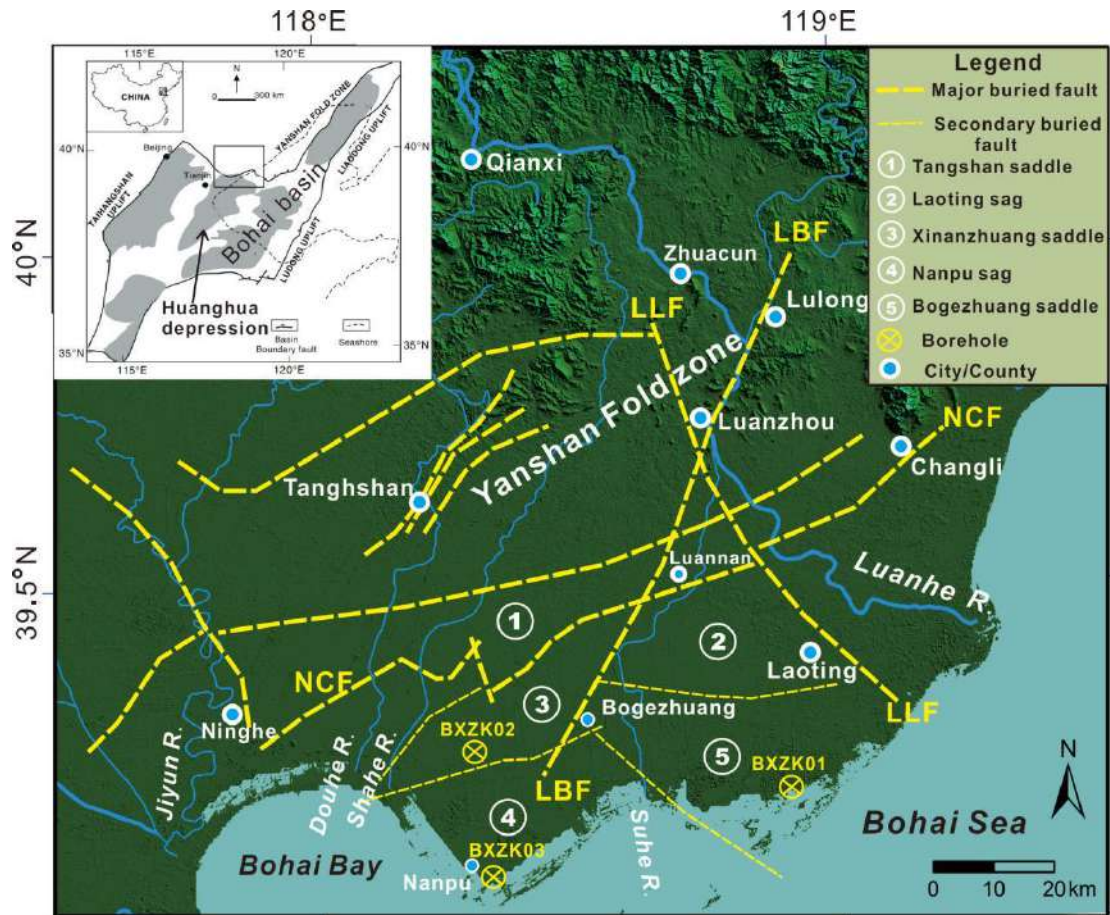 118°E
119°E
40°N
39.5°N
115°E
120°E
N
0 300 km
CHINA
40°N
40°N
Beijing
Tianjin
YANSHAN FOLD ZONE
LIAODONG UPLIFT
TAIHANGSHAN
UPLIFT
Bohai basin
LUDONG UPLIFT
Huanghua
depression
Basin
Boundary fault
Seashore
35°N
35°N
115°E
120°E
Legend
Major buried fault
Secondary buried
fault
1 Tangshan saddle
2 Laoting sag
3 Xinanzhuang saddle
4 Nanpu sag
5 Bogezhuang saddle
Borehole
City/County
Qianxi
Zhuacun
LBF
Lulong
LLF
Yanshan Fold zone
Luanzhou
NCF
Changli
Tanghshan
Luannan
Luanhe R.
1
2
Laoting
NCF
3
LLF
Ninghe
Bogezhuang
Jiyun R.
Douhe R.
Shahe R.
BXZK02
5
BXZK01
LBF
4
Suhe R.
Bohai Sea
Bohai Bay
BXZK03
Nanpu
N
0 10 20 km